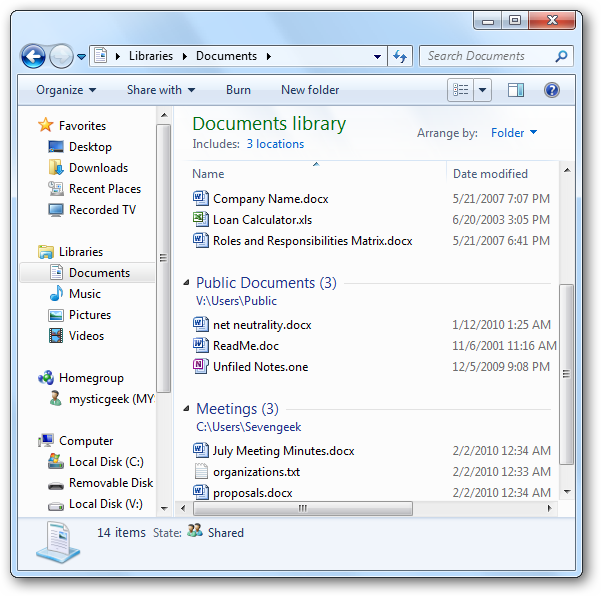 Libraries Documents Search Documents
Organize Share with Burn New folder
Favorites
Desktop
Downloads
Recent Places
Recorded TV
Libraries
Documents
Music
Pictures
Videos
Homegroup
mysticgeek (MY
Computer
Local Disk (C:)
Removable Disk
Local Disk (V:)
Documents library
Includes: 3 locations
Arrange by: Folder
Name Date modified
Company Name.docx 5/21/2007 7:07 PM
Loan Calculator.xls 6/20/2003 3:05 PM
Roles and Responsibilities Matrix.docx 5/21/2007 6:41 PM
Public Documents (3)
V:\Users\Public
net neutrality.docx 1/12/2010 1:25 AM
ReadMe.doc 11/6/2001 11:16 AM
Unfiled Notes.one 12/5/2009 9:08 PM
Meetings (3)
C:\Users\Sevengeek
July Meeting Minutes.docx 2/2/2010 12:34 AM
organizations.txt 2/2/2010 12:33 AM
proposals.docx 2/2/2010 12:34 AM
14 items State: Shared